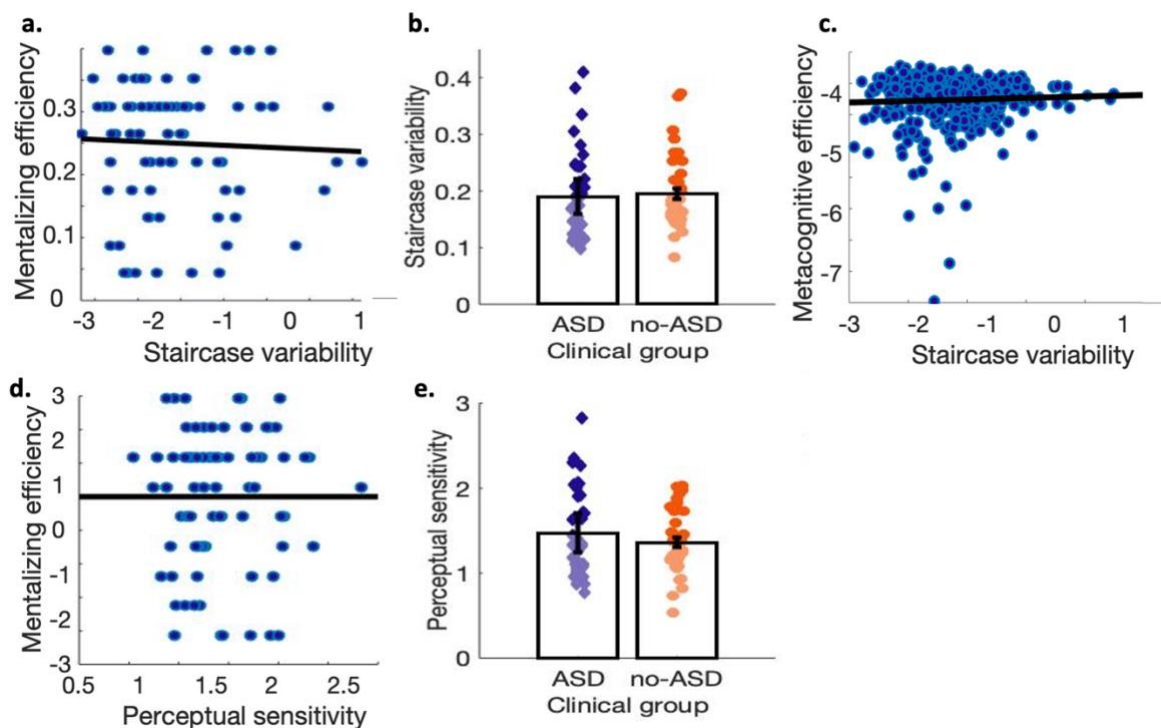 a.
Mentalizing efficiency
0.3
0.2
0.1
0
-3 -2 -1 0 1
Staircase variability
b.
Staircase variability
0.4
0.3
0.2
0.1
0
ASD no-ASD
Clinical group
c.
Metacognitive efficiency
-4
-5
-6
-7
-3 -2 -1 0 1
Staircase variability
d.
Mentalizing efficiency
3
2
1
0
-1
-2
-3
0.5 1 1.5 2 2.5
Perceptual sensitivity
e.
Perceptual sensitivity
3
2
1
0
ASD no-ASD
Clinical group